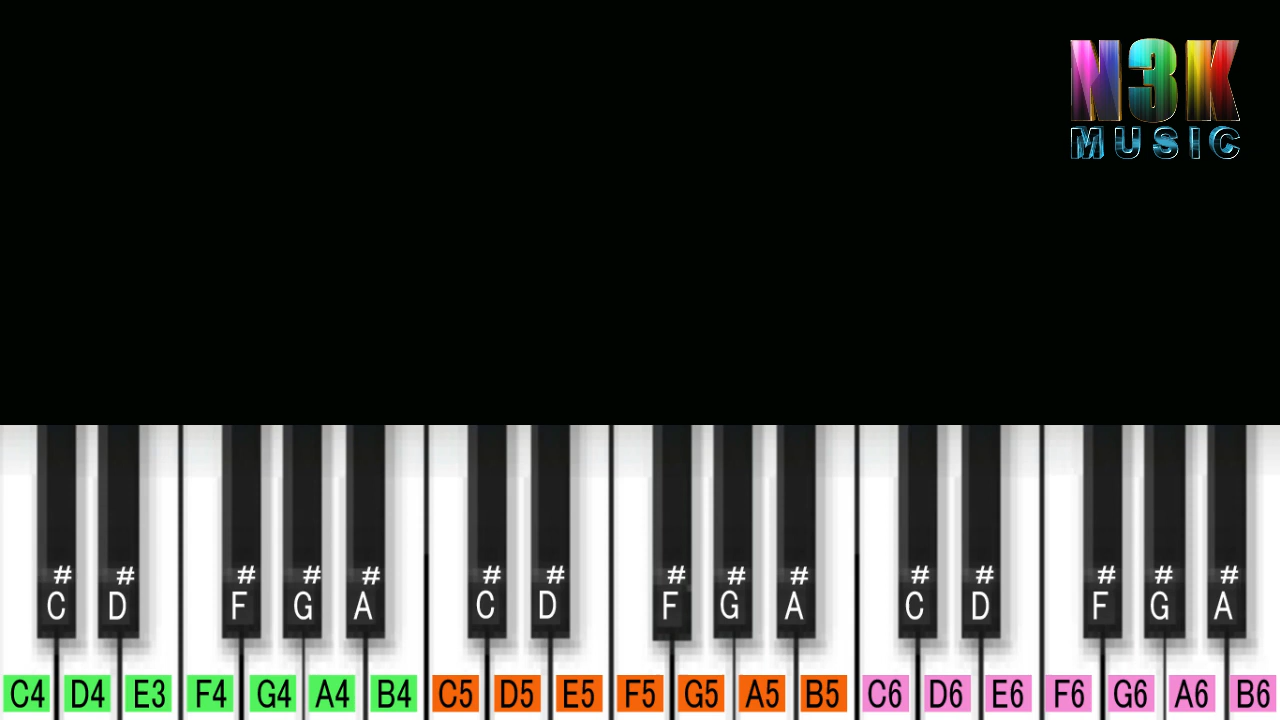 N3K
MUSIC
# # # # # # # # # # # # # # #
C D F G A C D F G A C D F G A
C4 D4 E3 F4 G4 A4 B4 C5 D5 E5 F5 G5 A5 B5 C6 D6 E6 F6 G6 A6 B6